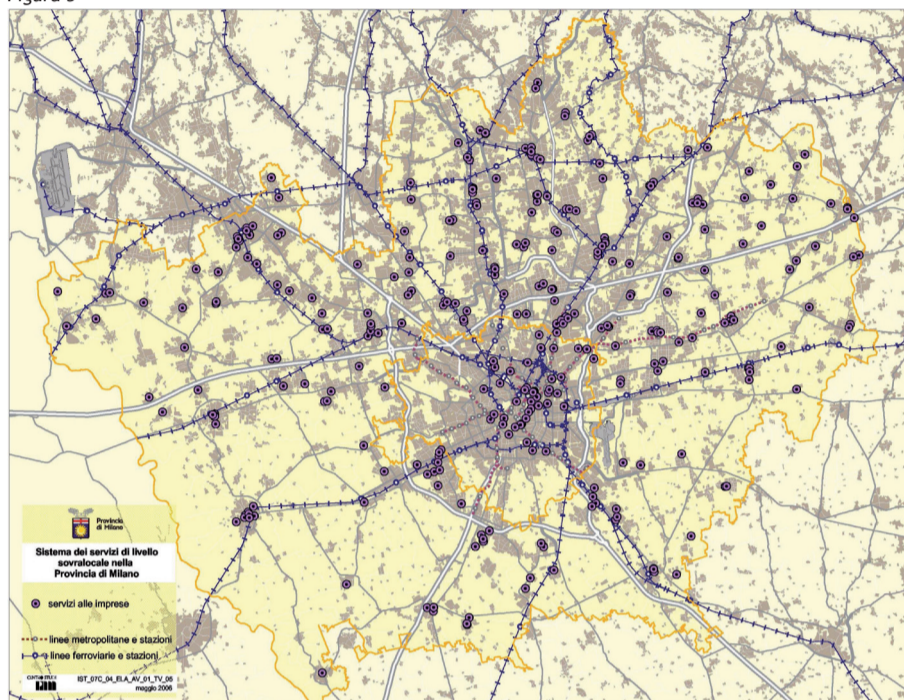 Provincia
di Milano
Sistema dei servizi di livello
sovralocale nella
Provincia di Milano
servizi alle imprese
linee metropolitane e stazioni
linee ferroviarie e stazioni
IST_07C_04_ELA_AV_01_TV_06
maggio 2006